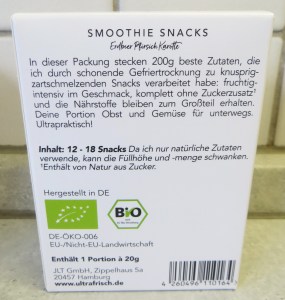 SMOOTHIE SNACKS
Erdbeer Pfirsich Karotte
In dieser Packung stecken 200g beste Zutaten, die
ich durch schonende Gefriertrocknung zu knusprig-
zartschmelzenden Snacks verarbeitet habe: fruchtig-
intensiv im Geschmack, komplett ohne Zuckerzusatz¹
und die Nährstoffe bleiben zum Großteil erhalten.
Deine Portion Obst und Gemüse für unterwegs.
Ultrapraktisch!
Inhalt: 12 - 18 Snacks Da ich nur natürliche Zutaten
verwende, kann die Füllhöhe und -menge schwanken.
¹Enthält von Natur aus Zucker.
Hergestellt in DE
BIO
DE-ÖKO-006
EU-/Nicht-EU-Landwirtschaft
Enthält 1 Portion à 20g
JLT GmbH, Zippelhaus 5a
20457 Hamburg
www.ultrafrisch.de
4 260496 110164